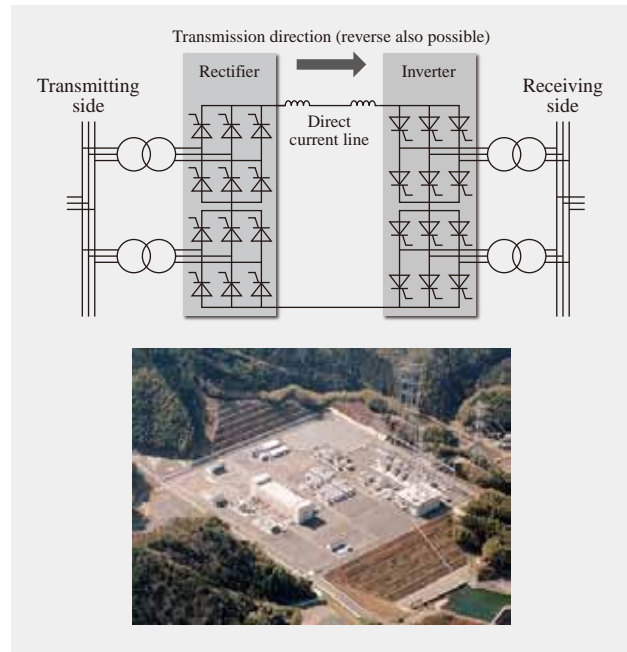 Transmission direction (reverse also possible)
Rectifier
Inverter
Transmitting
side
Receiving
side
Direct
current line